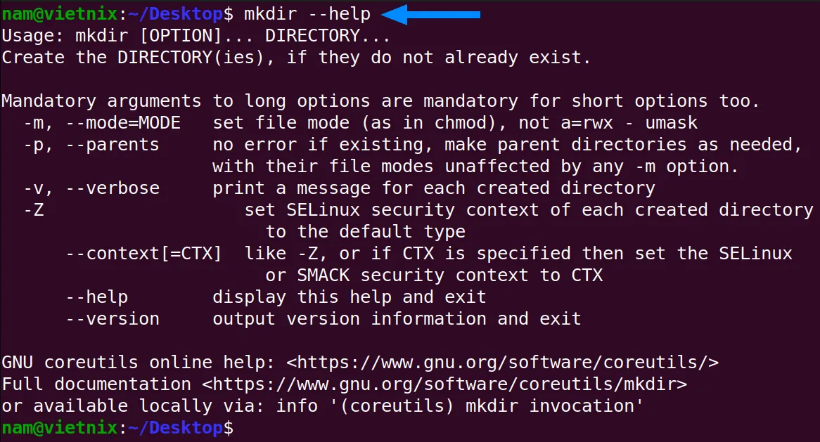 nam@vietnix:~/Desktop$ mkdir --help
Usage: mkdir [OPTION]... DIRECTORY...
Create the DIRECTORY(ies), if they do not already exist.

Mandatory arguments to long options are mandatory for short options too.
  -m, --mode=MODE   set file mode (as in chmod), not a=rwx - umask
  -p, --parents     no error if existing, make parent directories as needed,
                    with their file modes unaffected by any -m option.
  -v, --verbose     print a message for each created directory
  -Z                   set SELinux security context of each created directory
                         to the default type
      --context[=CTX]  like -Z, or if CTX is specified then set the SELinux
                         or SMACK security context to CTX
      --help        display this help and exit
      --version     output version information and exit

GNU coreutils online help: <https://www.gnu.org/software/coreutils/>
Full documentation <https://www.gnu.org/software/coreutils/mkdir>
or available locally via: info '(coreutils) mkdir invocation'
nam@vietnix:~/Desktop$